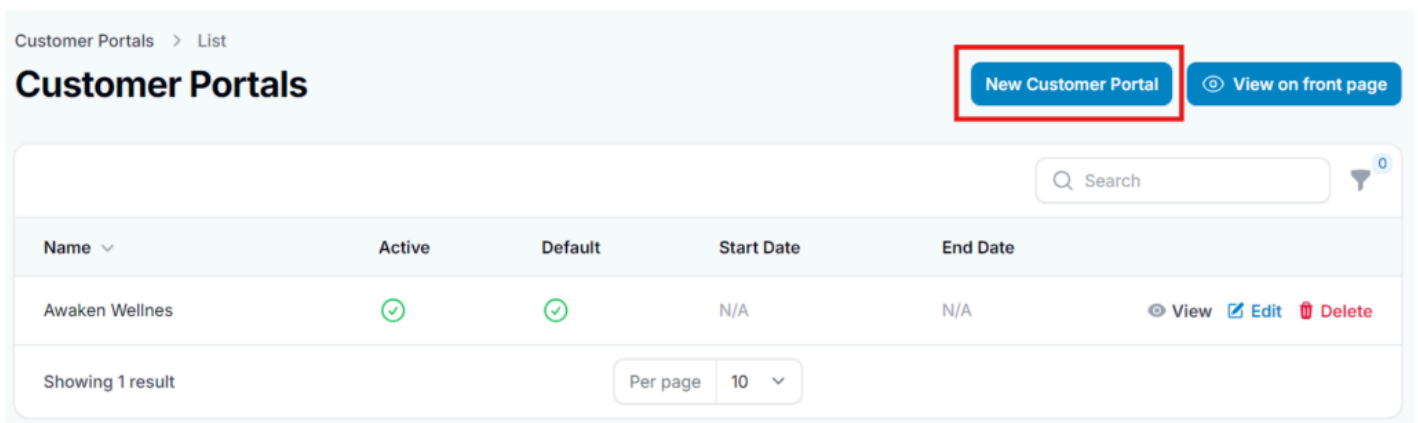 Customer Portals > List
Customer Portals
New Customer Portal
View on front page
Search
0
Name Active Default Start Date End Date
Awaken Wellnes N/A N/A View Edit Delete
Showing 1 result Per page 10